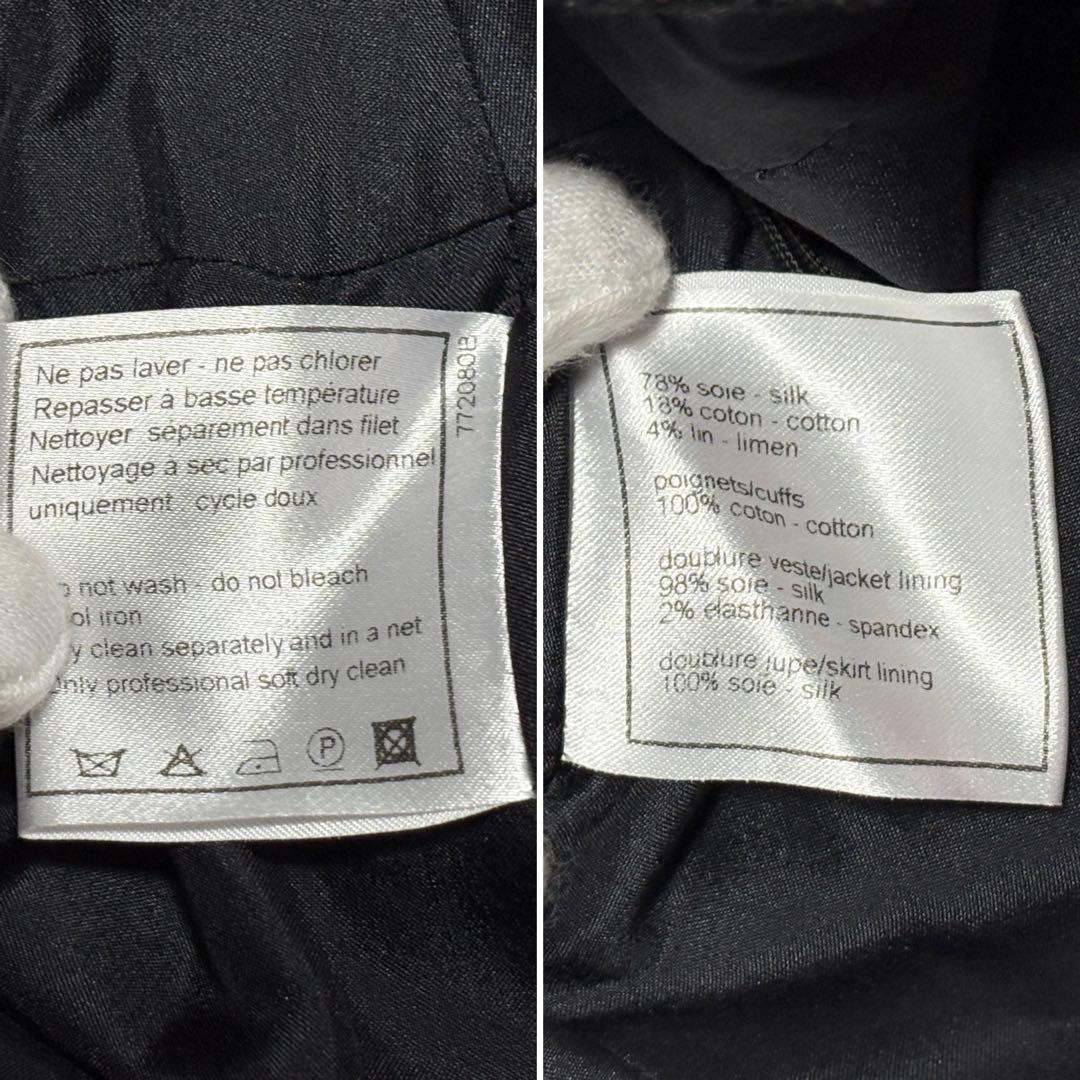 Ne pas laver - ne pas chlorer
Repasser à basse température
Nettoyer séparement dans filet
Nettoyage à sec par professionnel
uniquement cycle doux
not wash - do not bleach
ol iron
y clean separately and in a net
Only professional soft dry clean
P
772080B
78% soie - silk
18% coton - cotton
4% lin - limen
poignets/cuffs
100% coton - cotton
doublure veste/jacket lining
98% soie - silk
2% elasthanne - spandex
doublure jupe/skirt lining
100% soie - silk